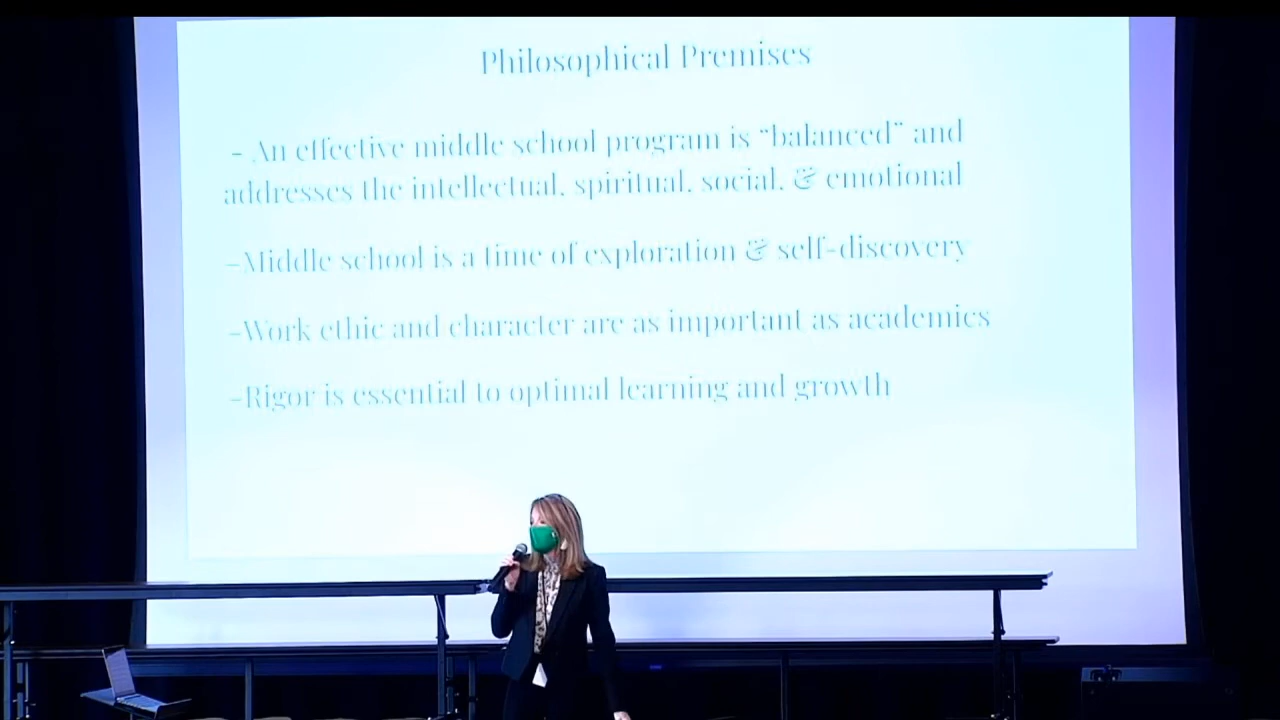 Philosophical Premises
- An effective middle school program is “balanced” and
addresses the intellectual, spiritual, social, & emotional
–Middle school is a time of exploration & self-discovery
–Work ethic and character are as important as academics
–Rigor is essential to optimal learning and growth